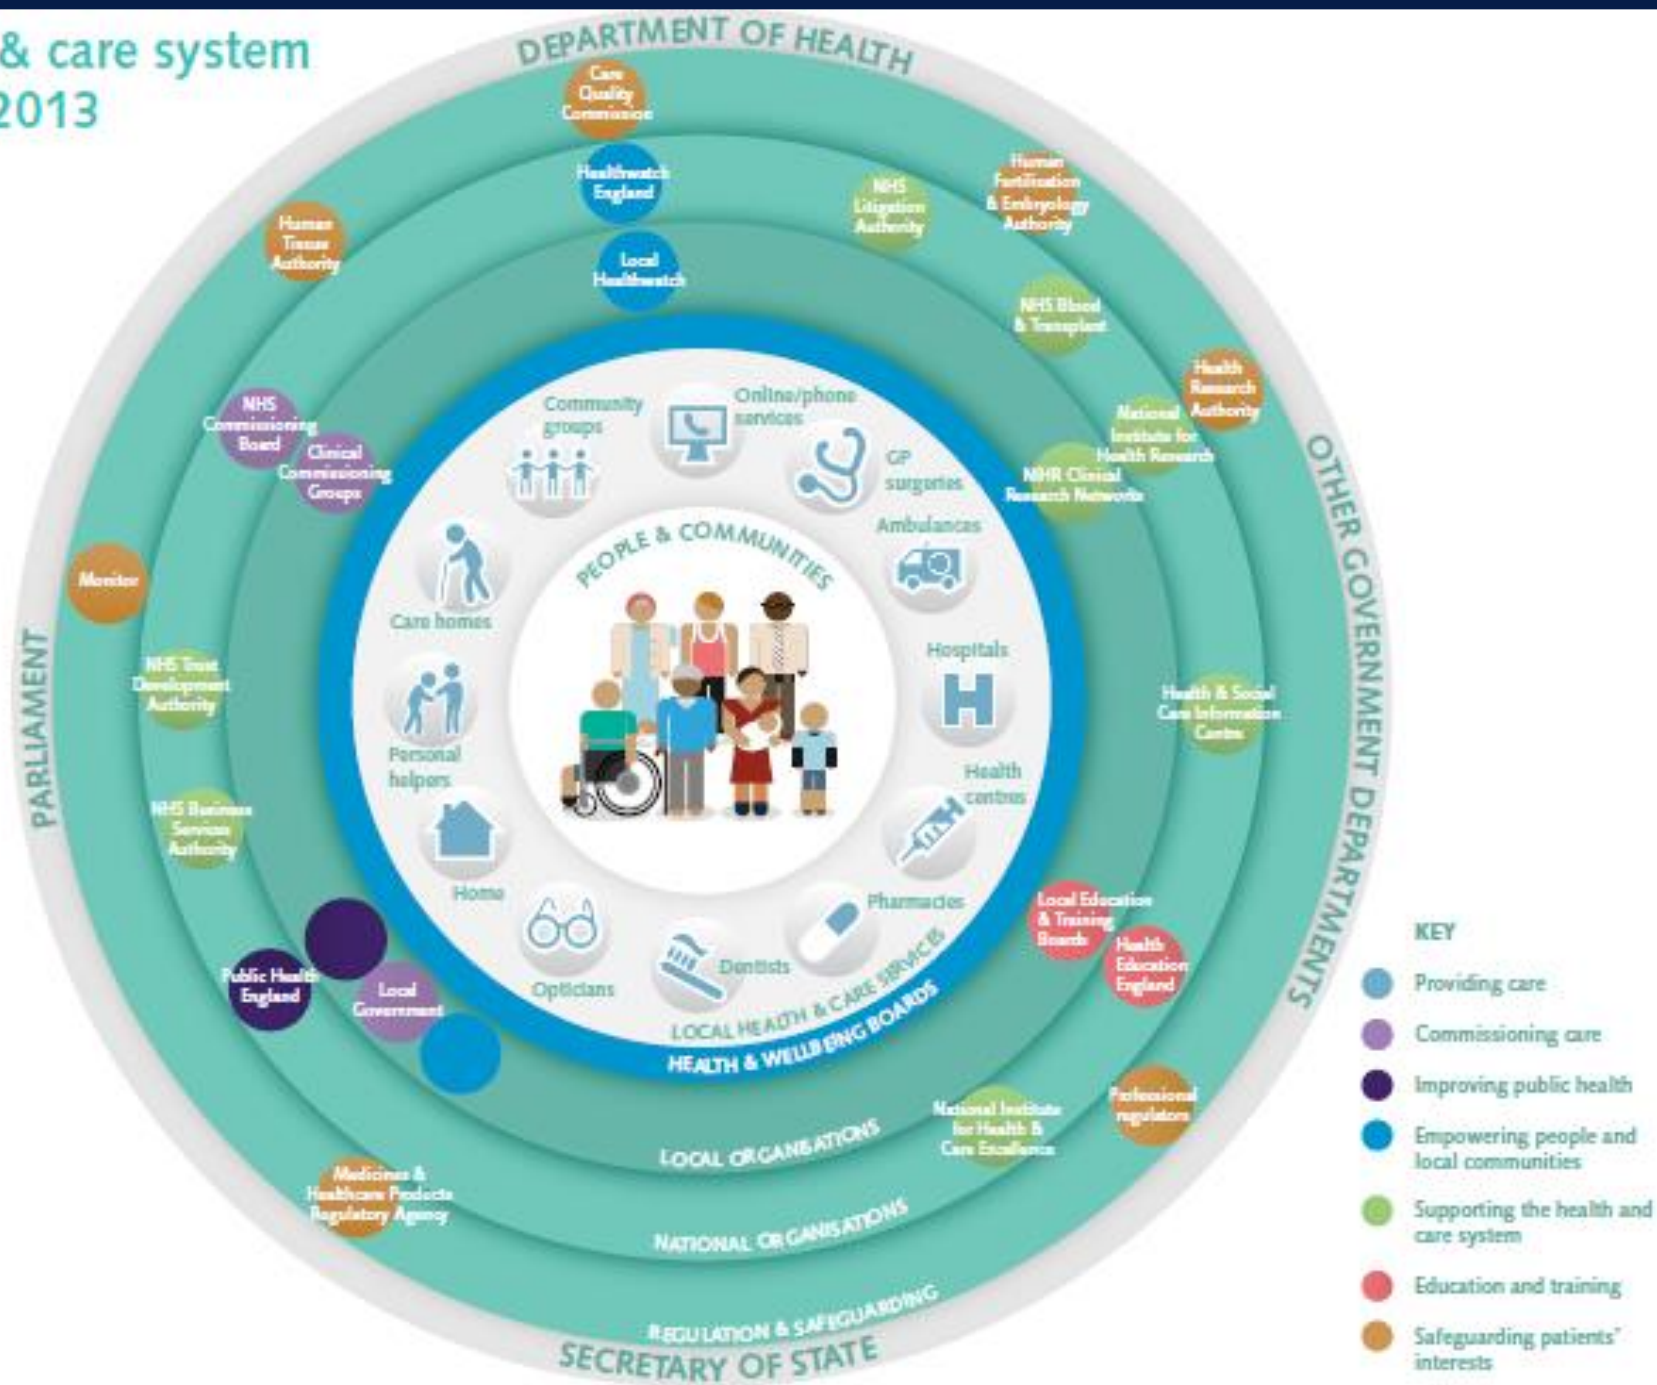 & care system
2013
DEPARTMENT OF HEALTH
Care
Quality
Commission
Healthwatch
England
Local
Healthwatch
Human
Tissue
Authority
NHS
Litigation
Authority
Human
Fertilisation
& Embryology
Authority
NHS Blood
& Transplant
Health
Research
Authority
National
Institute for
Health Research
NIHR Clinical
Research Networks
OTHER GOVERNMENT DEPARTMENTS
NHS
Commissioning
Board
Clinical
Commissioning
Groups
Monitor
PARLIAMENT
NHS Trust
Development
Authority
NHS Business
Services
Authority
Community
groups
Online/phone
services
GP
surgeries
Ambulances
Hospitals
Health
centres
Pharmacies
Dentists
Opticians
Home
Personal
helpers
Care homes
PEOPLE & COMMUNITIES
LOCAL HEALTH & CARE SERVICES
HEALTH & WELLBEING BOARDS
Health & Social
Care Information
Centre
Local Education
& Training
Boards
Health
Education
England
Public Health
England
Local
Government
National Institute
for Health &
Care Excellence
Professional
regulators
Medicines &
Healthcare Products
Regulatory Agency
LOCAL ORGANISATIONS
NATIONAL ORGANISATIONS
REGULATION & SAFEGUARDING
SECRETARY OF STATE
KEY
Providing care
Commissioning care
Improving public health
Empowering people and
local communities
Supporting the health and
care system
Education and training
Safeguarding patients'
interests